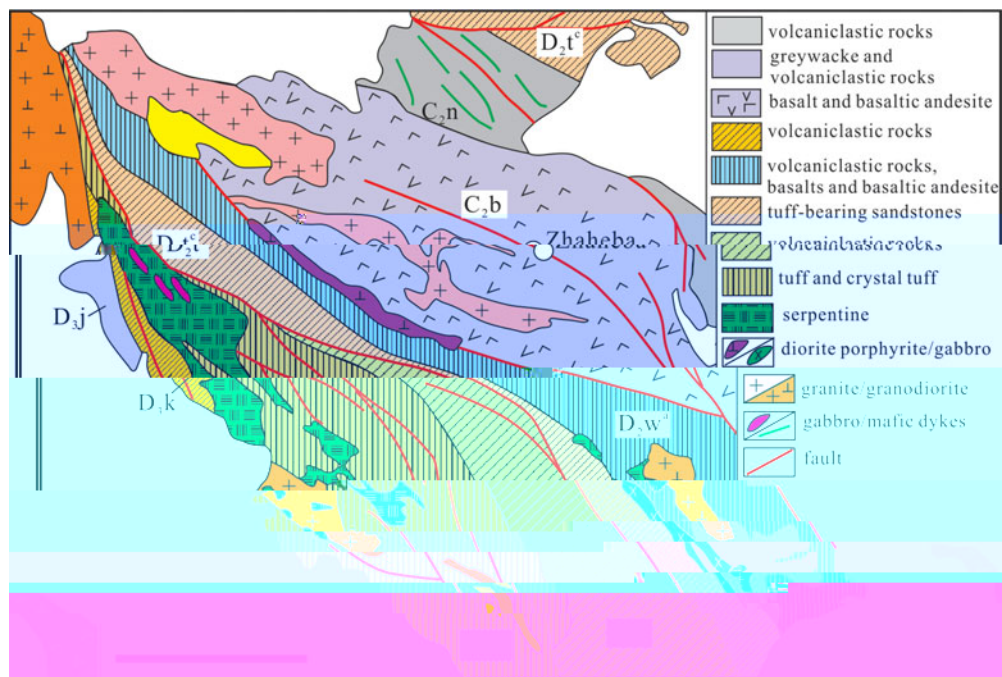 volcaniclastic rocks
greywacke and
volcaniclastic rocks
basalt and basaltic andesite
volcaniclastic rocks
volcaniclastic rocks,
basalts and basaltic andesite
tuff-bearing sandstones
tuff and crystal tuff
serpentine
diorite porphyrite/gabbro
granite/granodiorite
gabbro/mafic dykes
fault
D₂tᶜ
C₂n
C₂b
Zhaheba
D₃j